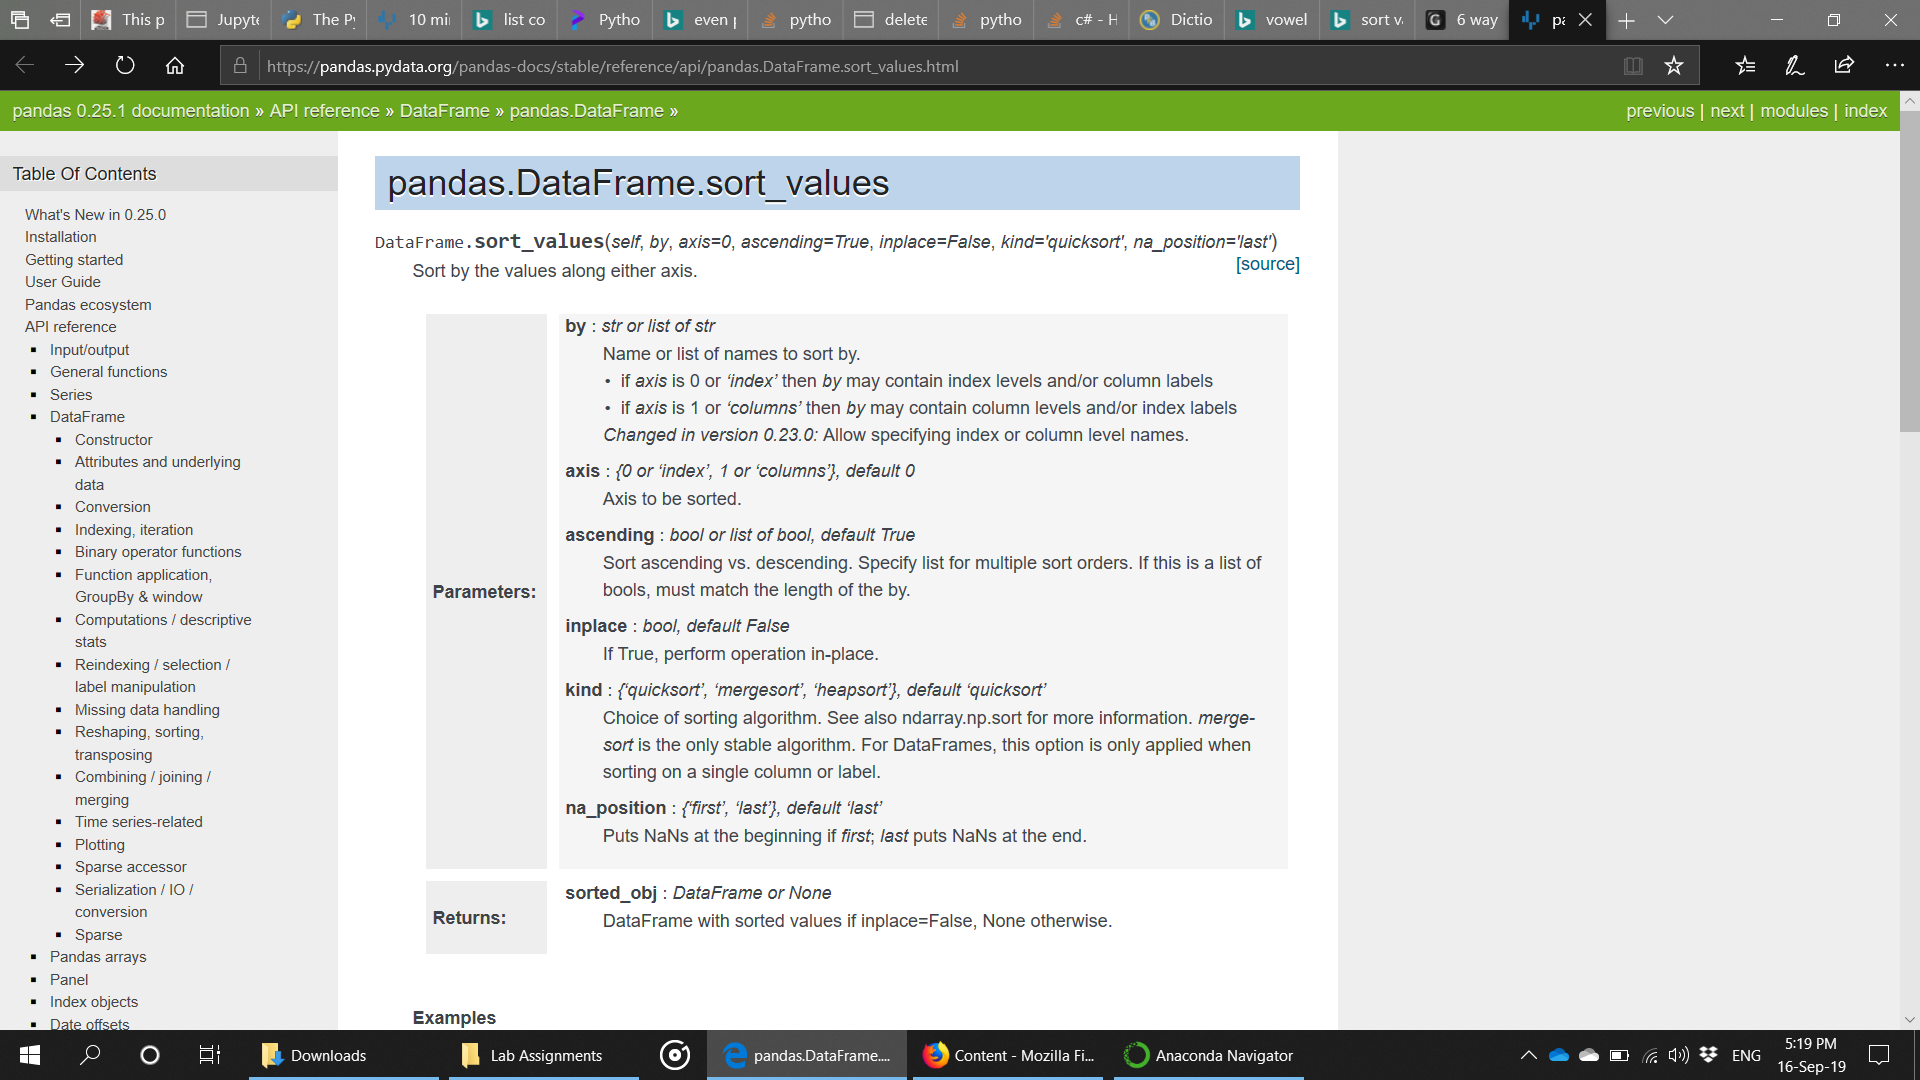 This p
Jupyte
The Py
10 mi
list co
Pytho
even p
pytho
delete
pytho
c# - H
Dictio
vowel
sort va
6 way
pa
https://pandas.pydata.org/pandas-docs/stable/reference/api/pandas.DataFrame.sort_values.html
pandas 0.25.1 documentation » API reference » DataFrame » pandas.DataFrame »
previous | next | modules | index
Table Of Contents
What's New in 0.25.0
Installation
Getting started
User Guide
Pandas ecosystem
API reference
▪ Input/output
▪ General functions
▪ Series
▪ DataFrame
▪ Constructor
▪ Attributes and underlying
data
▪ Conversion
▪ Indexing, iteration
▪ Binary operator functions
▪ Function application,
GroupBy & window
▪ Computations / descriptive
stats
▪ Reindexing / selection /
label manipulation
▪ Missing data handling
▪ Reshaping, sorting,
transposing
▪ Combining / joining /
merging
▪ Time series-related
▪ Plotting
▪ Sparse accessor
▪ Serialization / IO /
conversion
▪ Sparse
▪ Pandas arrays
▪ Panel
▪ Index objects
▪ Date offsets
pandas.DataFrame.sort_values
DataFrame.sort_values(self, by, axis=0, ascending=True, inplace=False, kind='quicksort', na_position='last')
[source]
Sort by the values along either axis.
Parameters:
by : str or list of str
Name or list of names to sort by.
• if axis is 0 or ‘index’ then by may contain index levels and/or column labels
• if axis is 1 or ‘columns’ then by may contain column levels and/or index labels
Changed in version 0.23.0: Allow specifying index or column level names.
axis : {0 or ‘index’, 1 or ‘columns’}, default 0
Axis to be sorted.
ascending : bool or list of bool, default True
Sort ascending vs. descending. Specify list for multiple sort orders. If this is a list of
bools, must match the length of the by.
inplace : bool, default False
If True, perform operation in-place.
kind : {‘quicksort’, ‘mergesort’, ‘heapsort’}, default ‘quicksort’
Choice of sorting algorithm. See also ndarray.np.sort for more information. merge-
sort is the only stable algorithm. For DataFrames, this option is only applied when
sorting on a single column or label.
na_position : {‘first’, ‘last’}, default ‘last’
Puts NaNs at the beginning if first; last puts NaNs at the end.
Returns:
sorted_obj : DataFrame or None
DataFrame with sorted values if inplace=False, None otherwise.
Examples
Downloads
Lab Assignments
pandas.DataFrame....
Content - Mozilla Fi...
Anaconda Navigator
ENG
5:19 PM
16-Sep-19